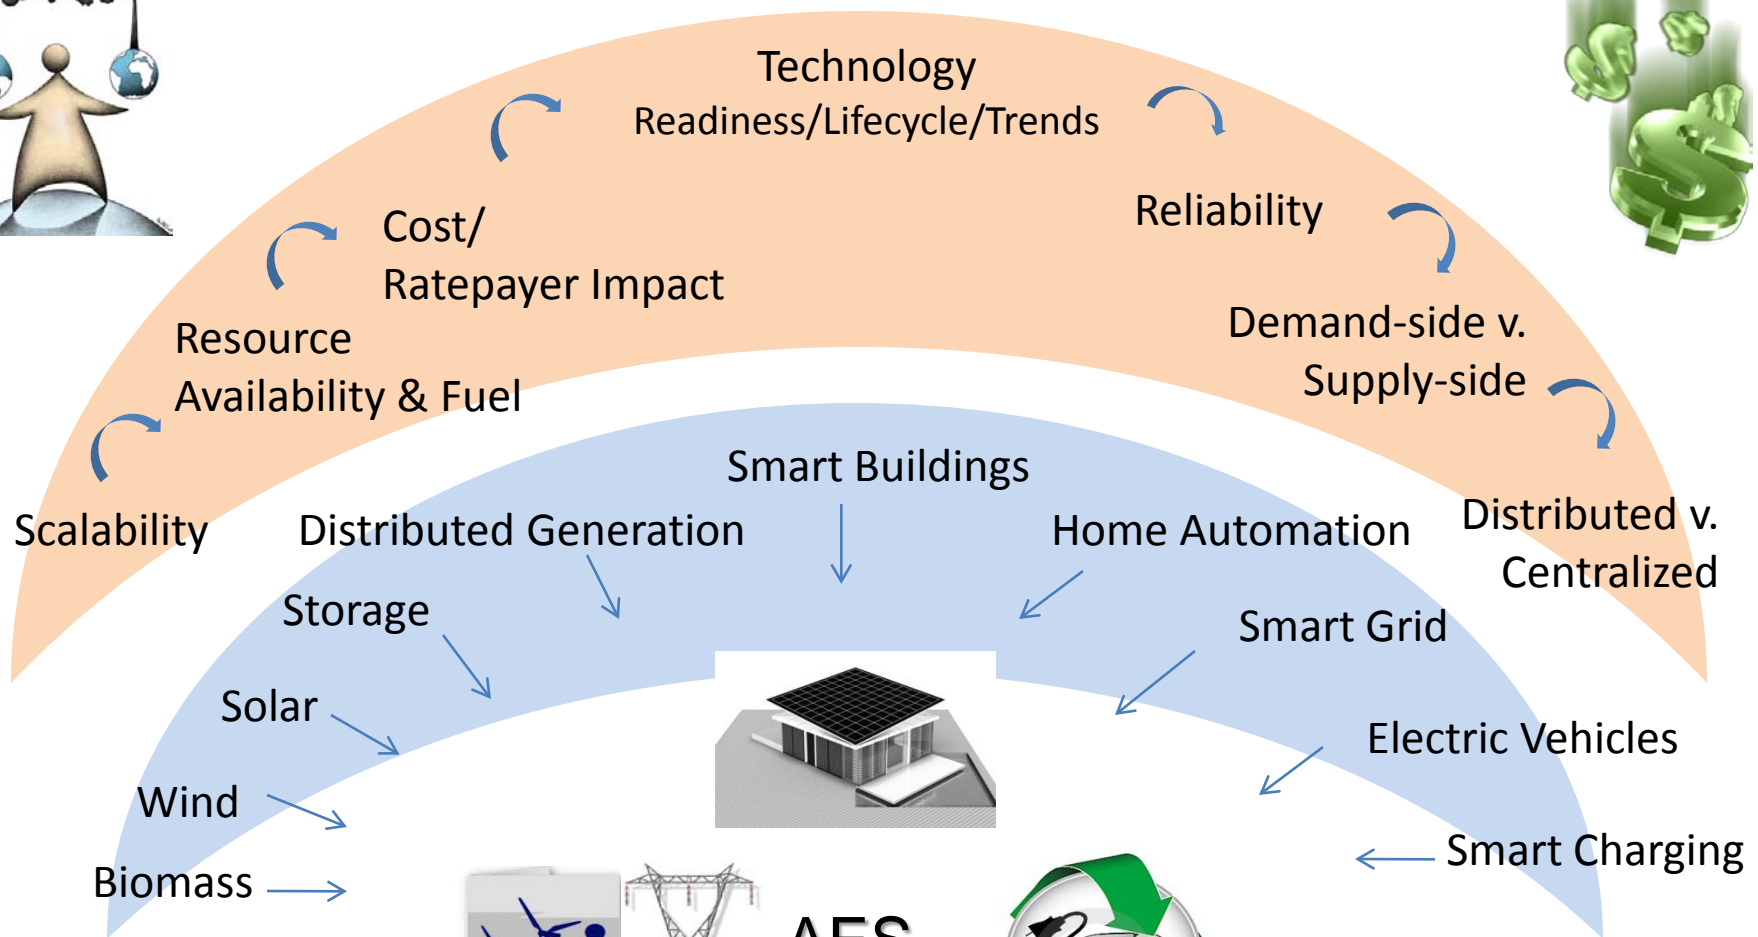 Technology
Readiness/Lifecycle/Trends
Cost/
Ratepayer Impact
Reliability
Resource
Availability & Fuel
Demand-side v.
Supply-side
Scalability
Distributed v.
Centralized
Smart Buildings
Distributed Generation
Home Automation
Storage
Smart Grid
Solar
Electric Vehicles
Wind
Smart Charging
Biomass
AES